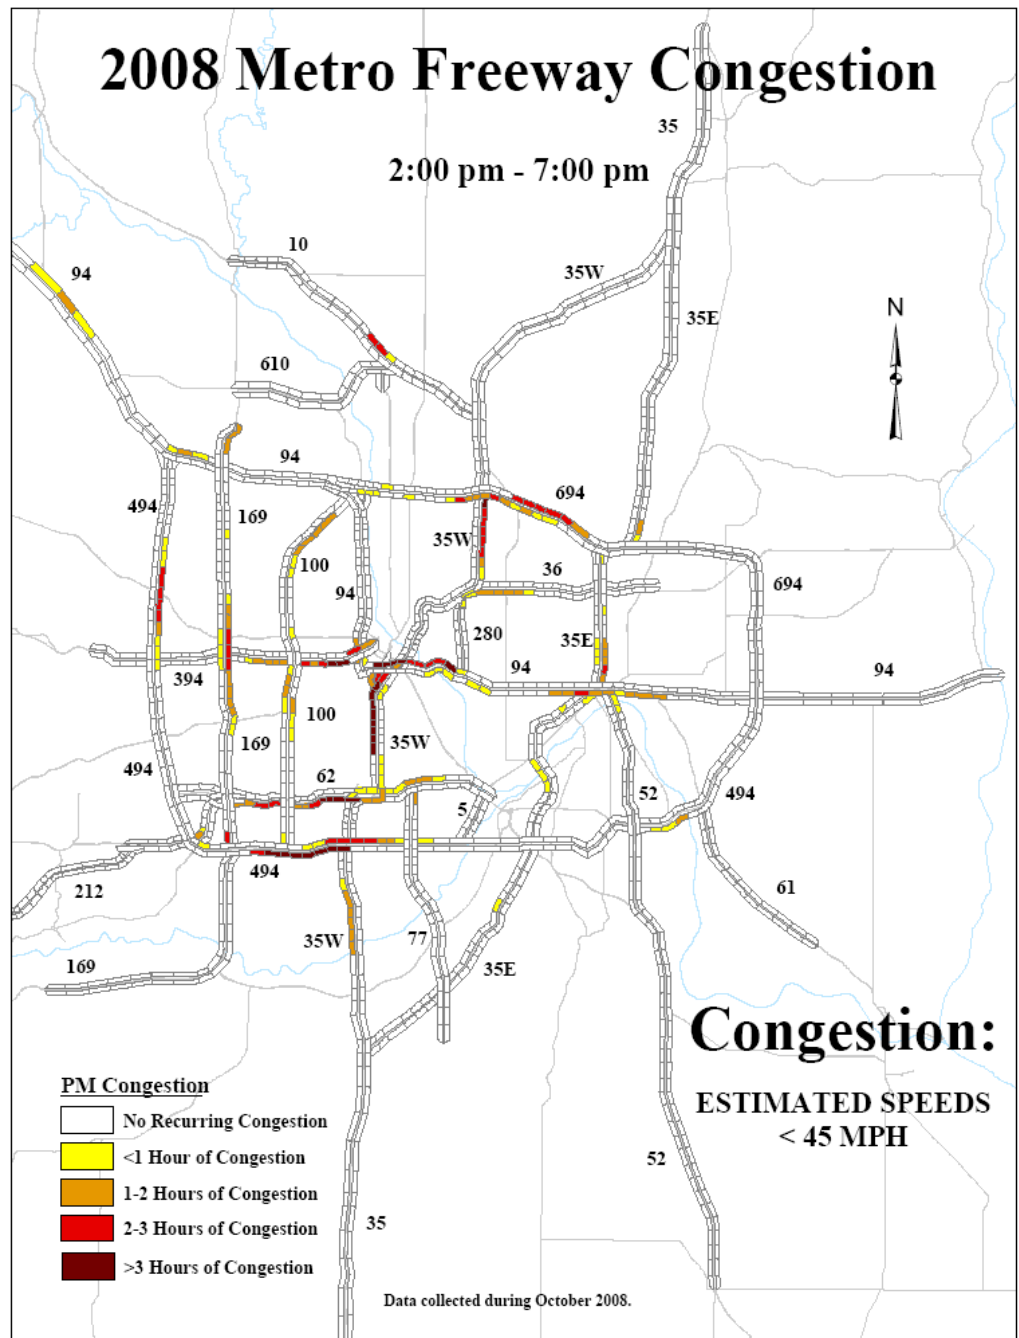 2008 Metro Freeway Congestion
35
2:00 pm - 7:00 pm
10
94
35W
N
35E
610
94
494
169
694
35W
100
36
694
94
280
35E
94
94
394
100
169
35W
494
62
5
52
494
494
212
61
35W
77
169
35E
Congestion:
PM Congestion
No Recurring Congestion
<1 Hour of Congestion
1-2 Hours of Congestion
2-3 Hours of Congestion
>3 Hours of Congestion
ESTIMATED SPEEDS
< 45 MPH
52
35
Data collected during October 2008.